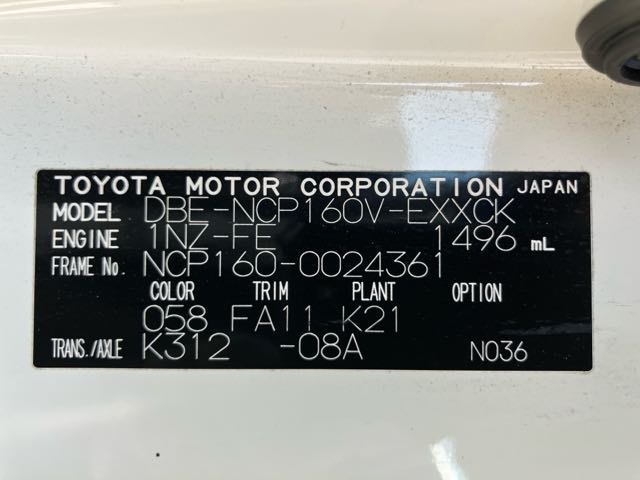 TOYOTA MOTOR CORPORATION JAPAN
MODEL DBE-NCP160V-EXXCK
ENGINE 1NZ-FE 1496 mL
FRAME No. NCP160-0024361
COLOR TRIM PLANT OPTION
058 FA11 K21
TRANS./AXLE K312 -08A N036